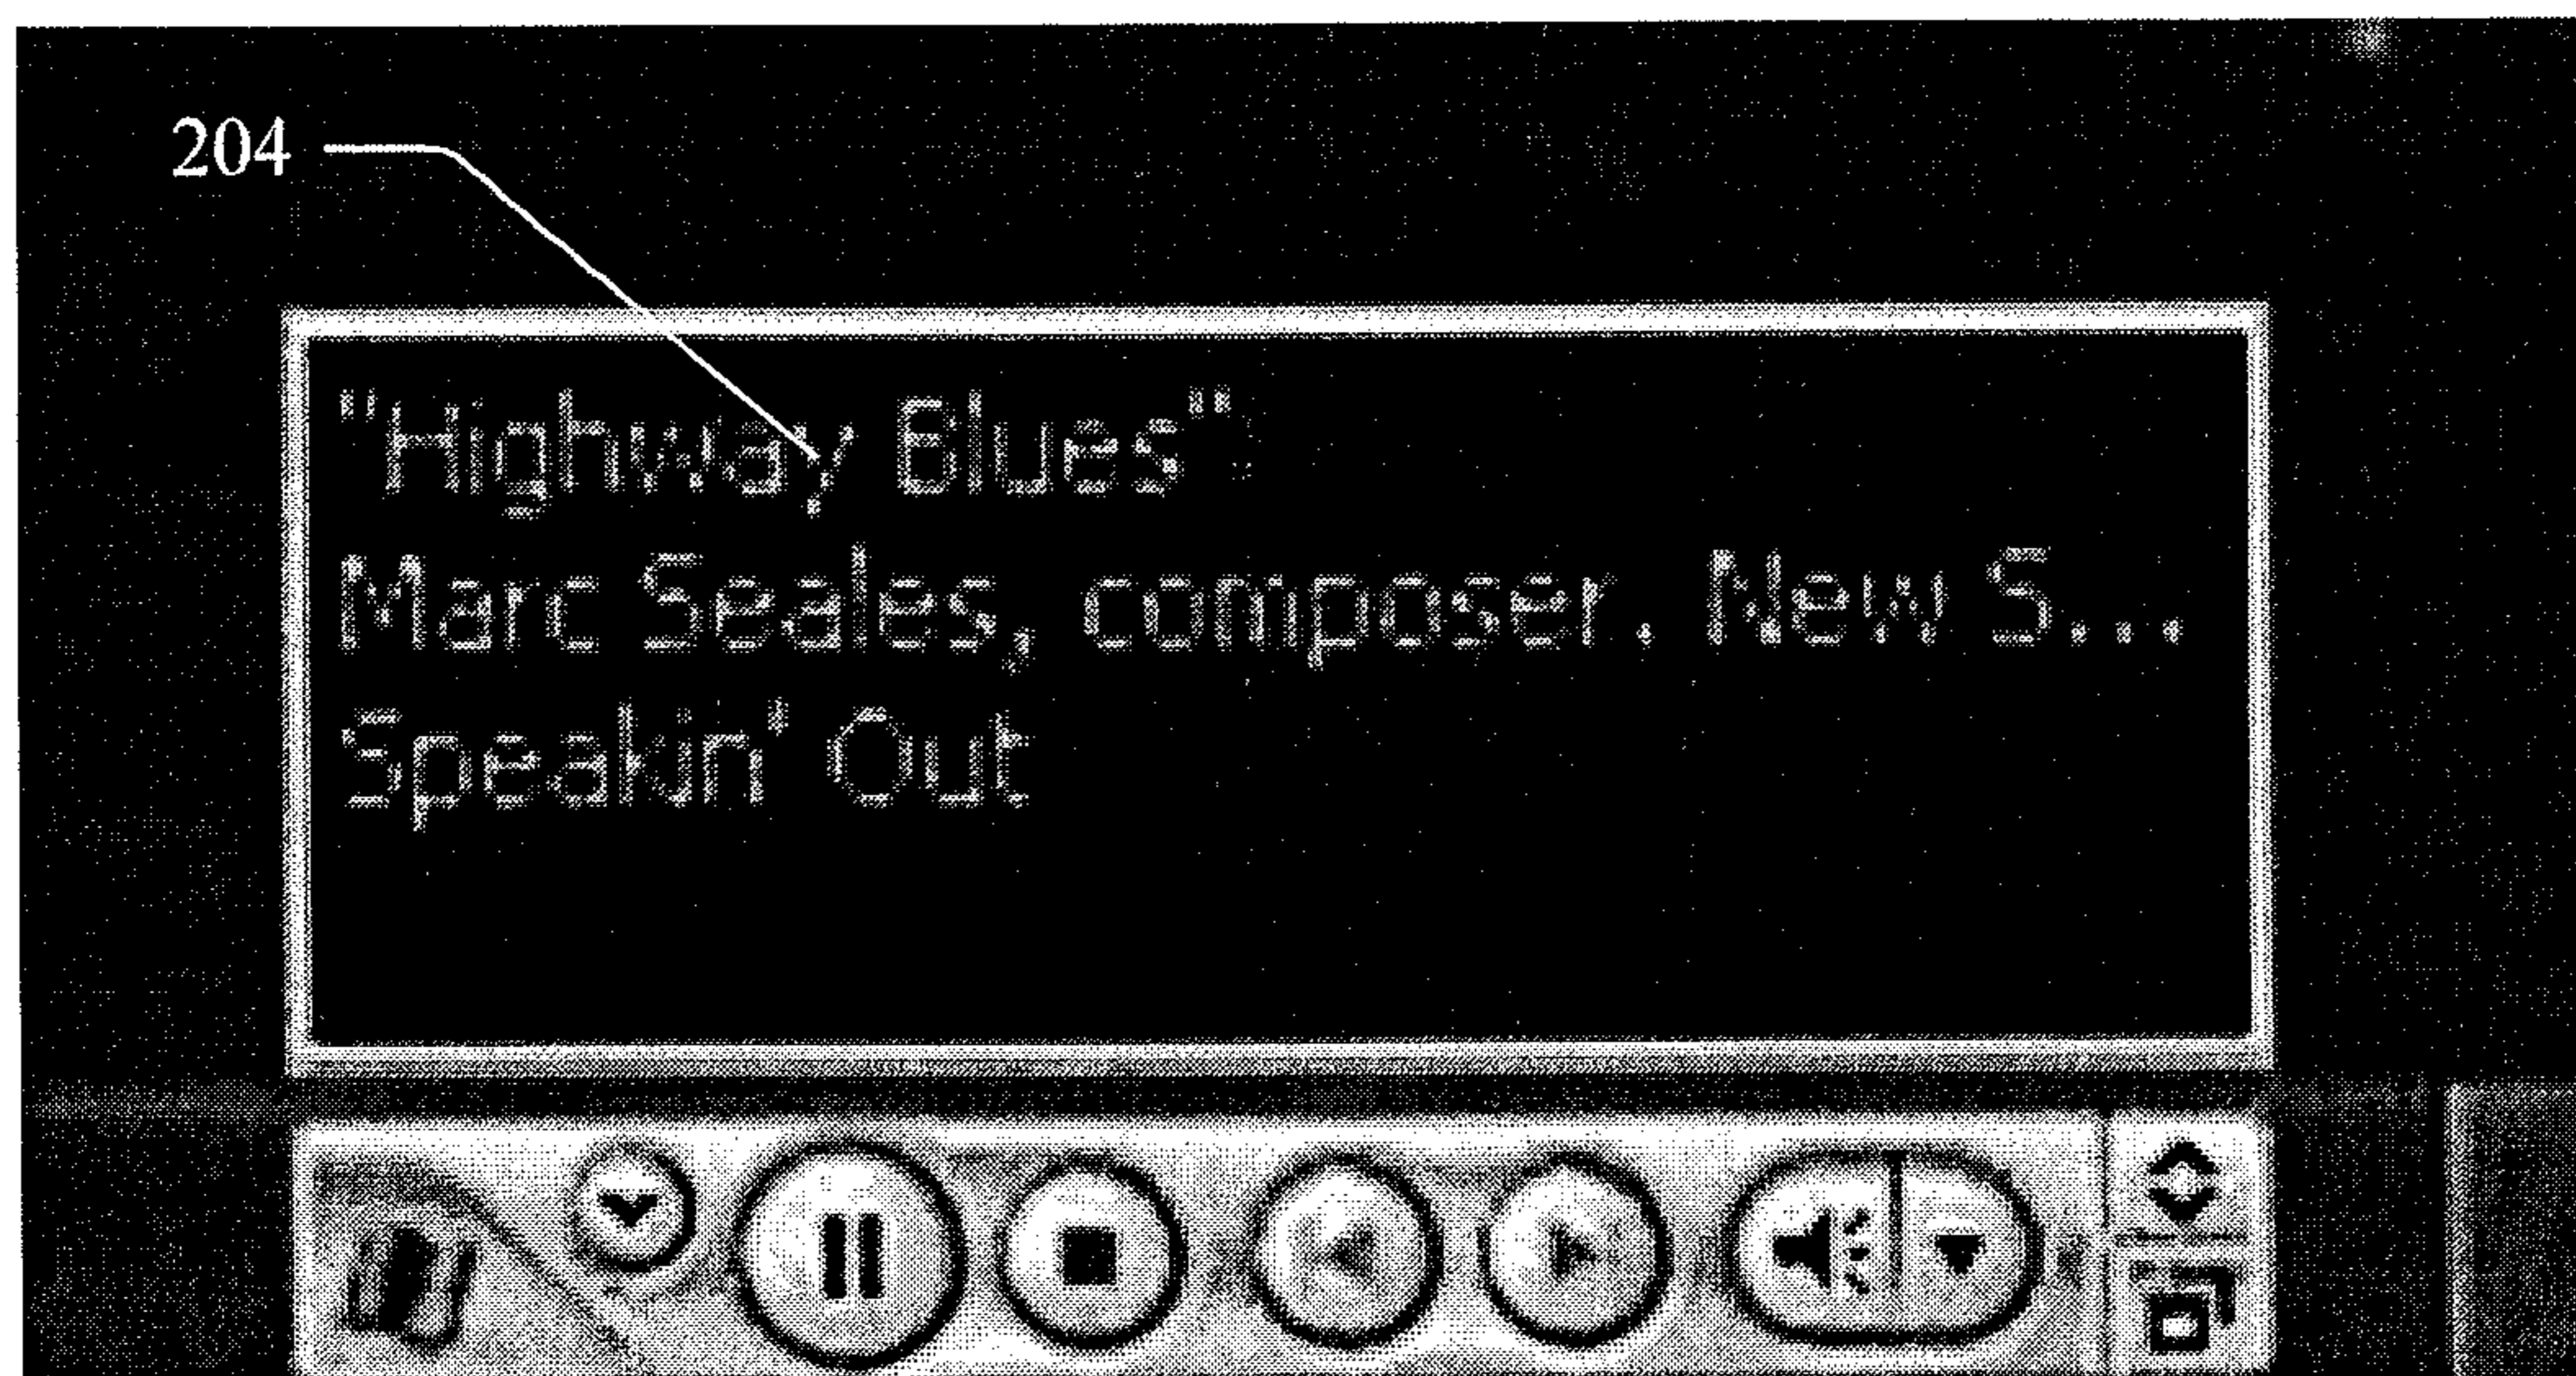 204
"Highway Blues"
Marc Seales, composer. New S...
Speakin' Out